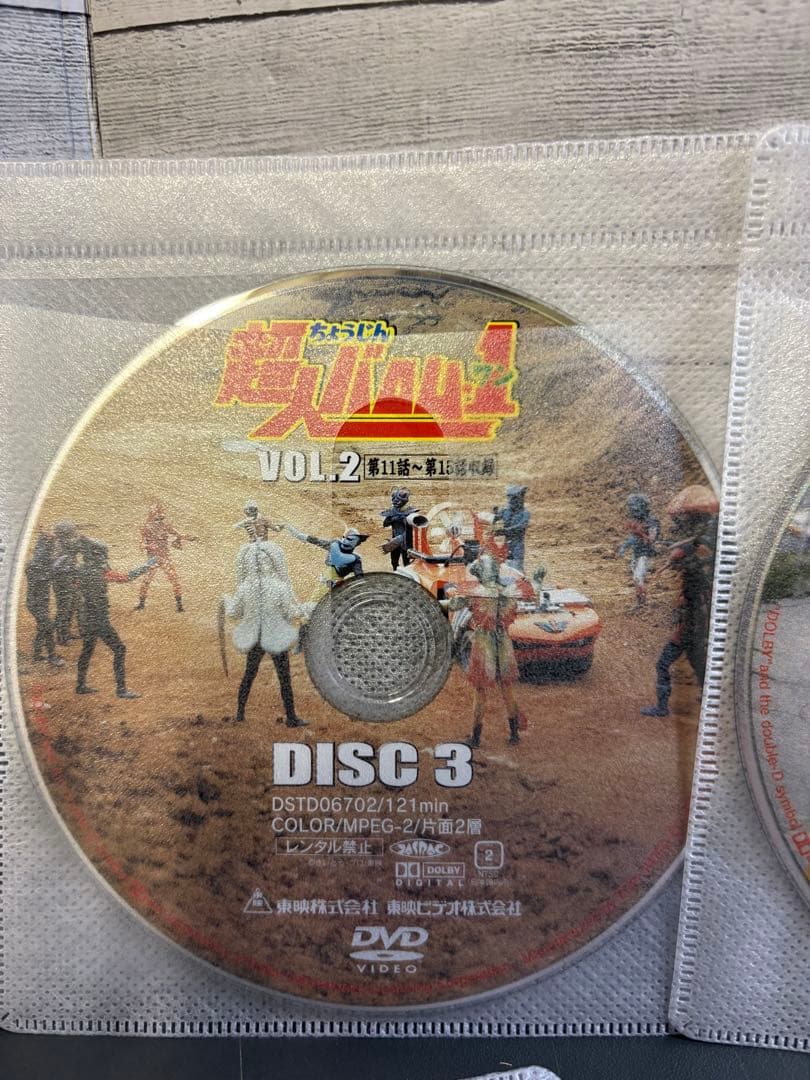 ちょうじん
超人バロム・1
ワン
VOL.2 第11話～第15話収録
DISC 3
DSTD06702/121min
COLOR/MPEG-2/片面2層
レンタル禁止
2
NTSC
DOLBY
DIGITAL
東映株式会社 東映ビデオ株式会社
DVD
VIDEO
"DOLBY" and the double-D symbol